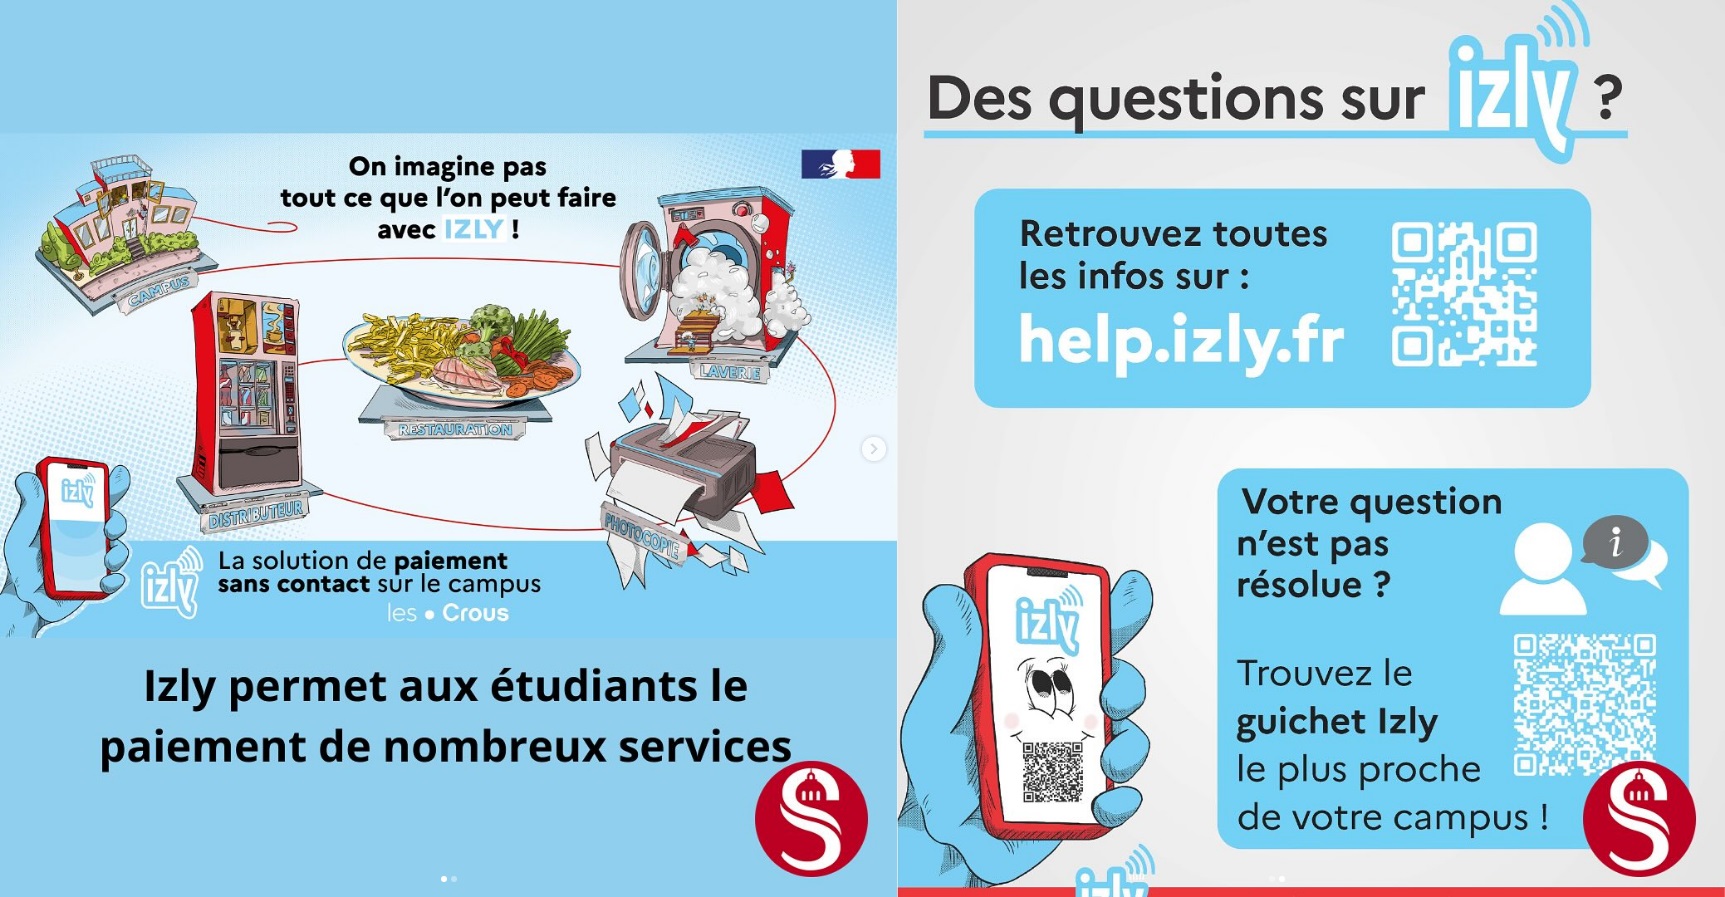 On imagine pas
tout ce que l'on peut faire
avec IZLY !
CAMPUS
LAVERIE
RESTAURATION
DISTRIBUTEUR
PHOTOCOPIE
izly
izly
La solution de paiement
sans contact sur le campus
les • Crous
Izly permet aux étudiants le
paiement de nombreux services
S
Des questions sur izly ?
Retrouvez toutes
les infos sur :
help.izly.fr
Votre question
n'est pas
résolue ?
i
Trouvez le
guichet Izly
le plus proche
de votre campus !
izly
S
izly